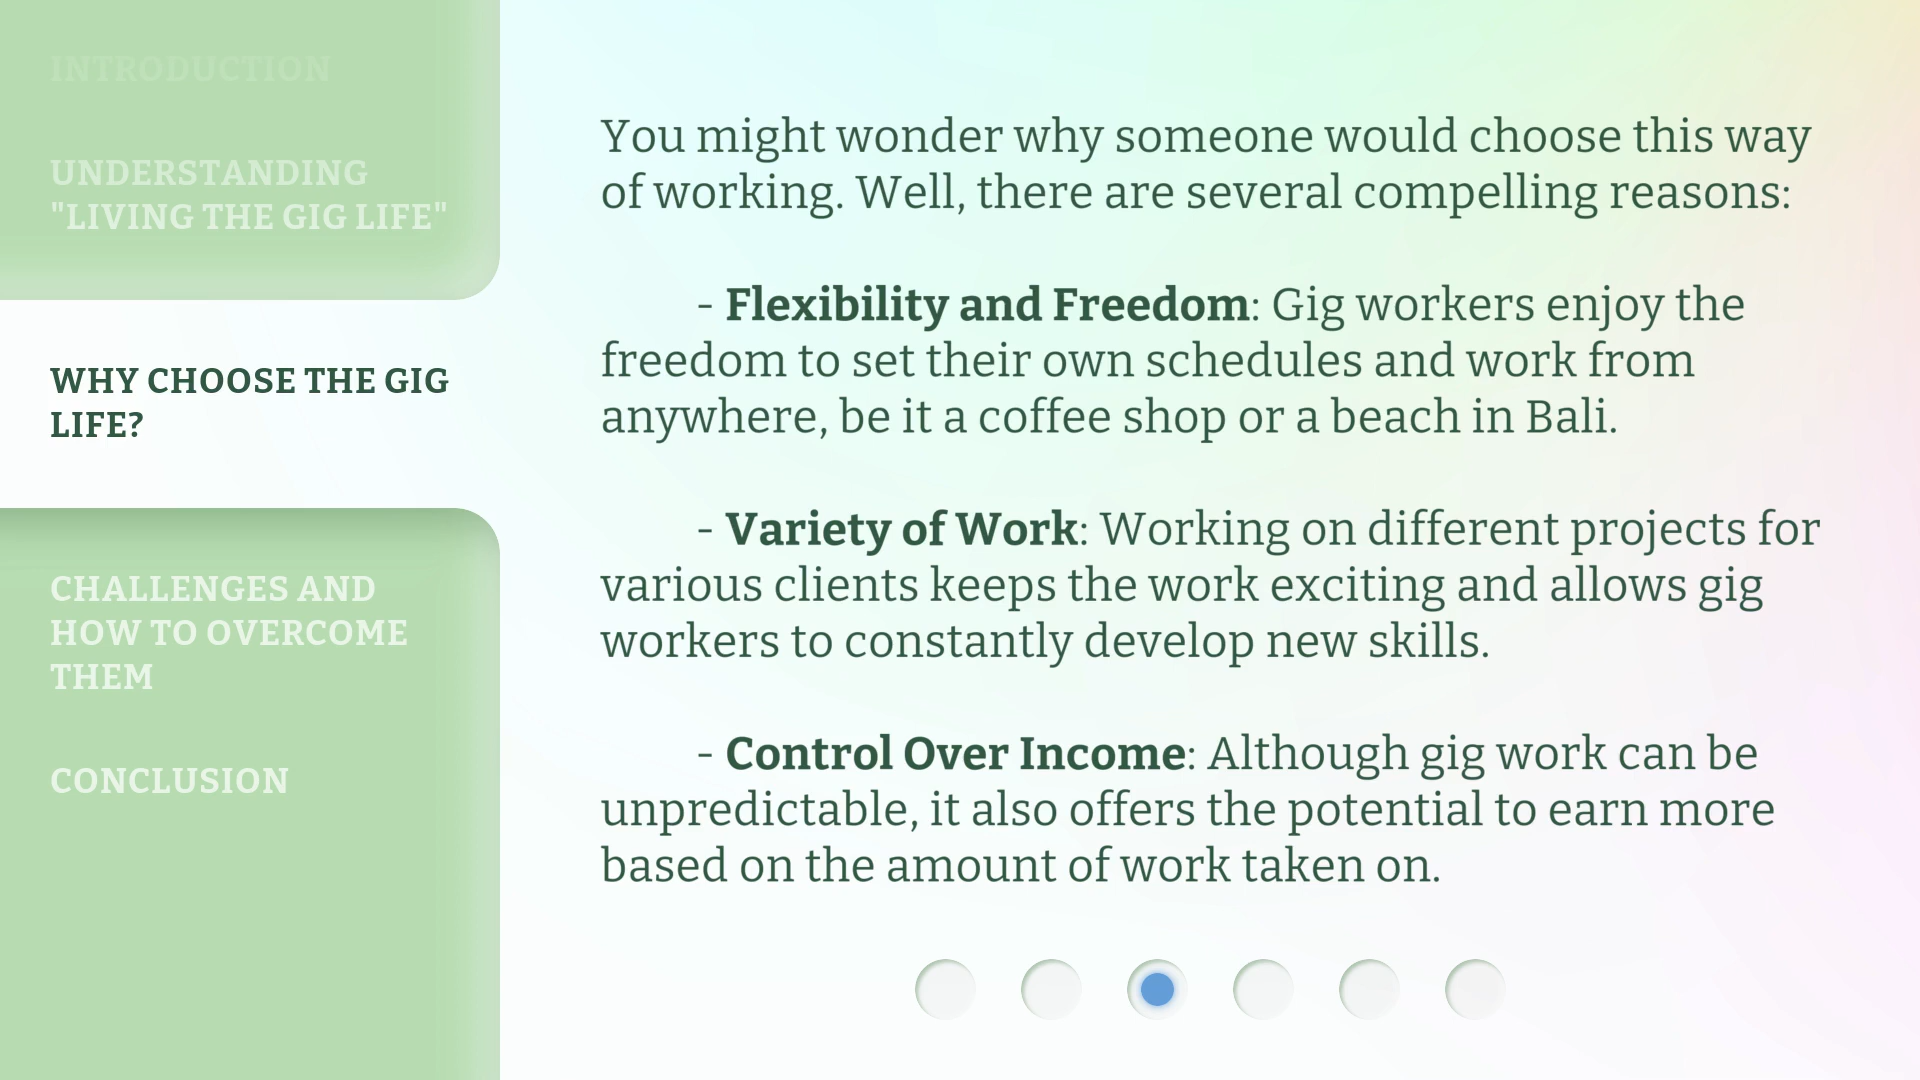 INTRODUCTION
UNDERSTANDING
"LIVING THE GIG LIFE"
WHY CHOOSE THE GIG
LIFE?
CHALLENGES AND
HOW TO OVERCOME
THEM
CONCLUSION
You might wonder why someone would choose this way
of working. Well, there are several compelling reasons:
- Flexibility and Freedom: Gig workers enjoy the
freedom to set their own schedules and work from
anywhere, be it a coffee shop or a beach in Bali.
- Variety of Work: Working on different projects for
various clients keeps the work exciting and allows gig
workers to constantly develop new skills.
- Control Over Income: Although gig work can be
unpredictable, it also offers the potential to earn more
based on the amount of work taken on.